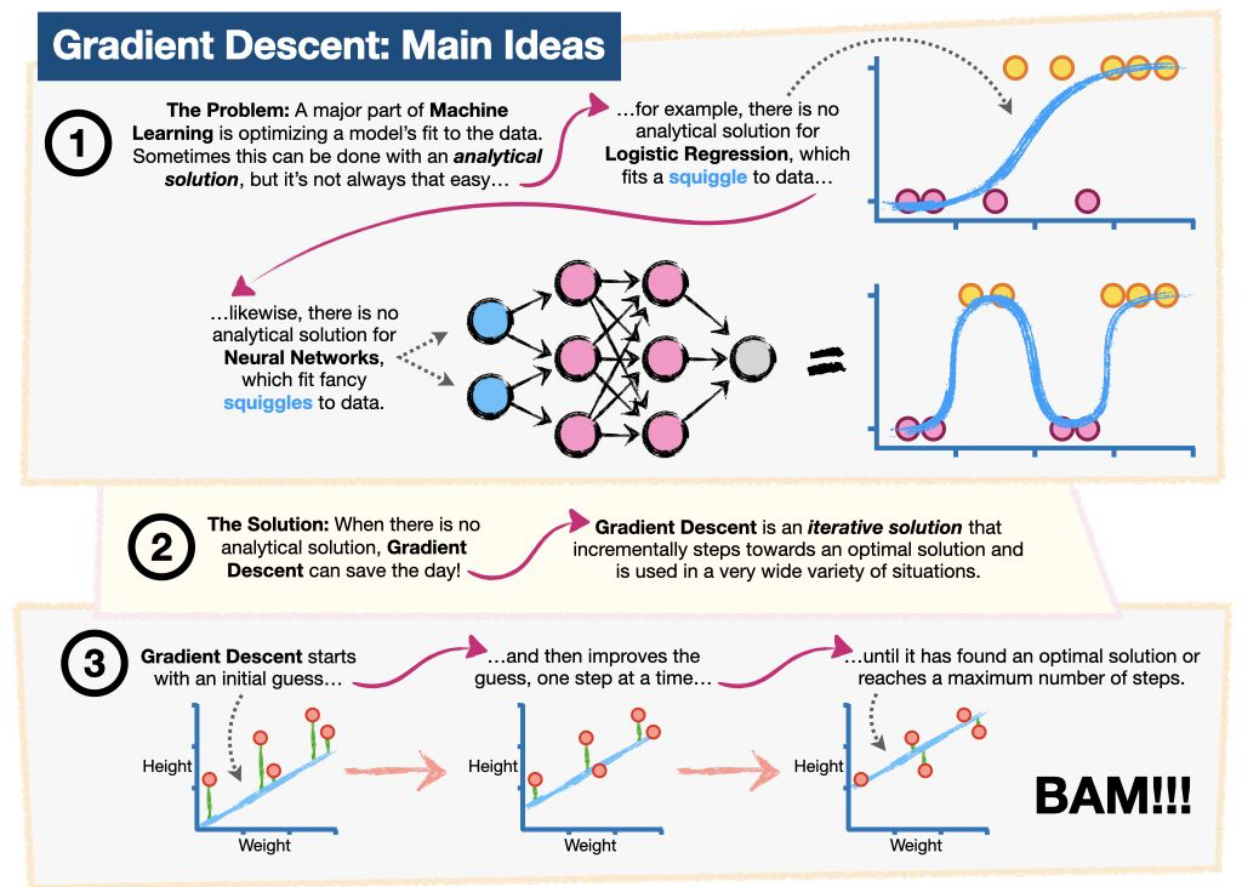 Gradient Descent: Main Ideas
1
The Problem: A major part of Machine
Learning is optimizing a model's fit to the data.
Sometimes this can be done with an analytical
solution, but it's not always that easy…
…for example, there is no
analytical solution for
Logistic Regression, which
fits a squiggle to data…
…likewise, there is no
analytical solution for
Neural Networks,
which fit fancy
squiggles to data.
=
2
The Solution: When there is no
analytical solution, Gradient
Descent can save the day!
Gradient Descent is an iterative solution that
incrementally steps towards an optimal solution and
is used in a very wide variety of situations.
3
Gradient Descent starts
with an initial guess…
…and then improves the
guess, one step at a time…
…until it has found an optimal solution or
reaches a maximum number of steps.
Height
Weight
Height
Weight
Height
Weight
BAM!!!